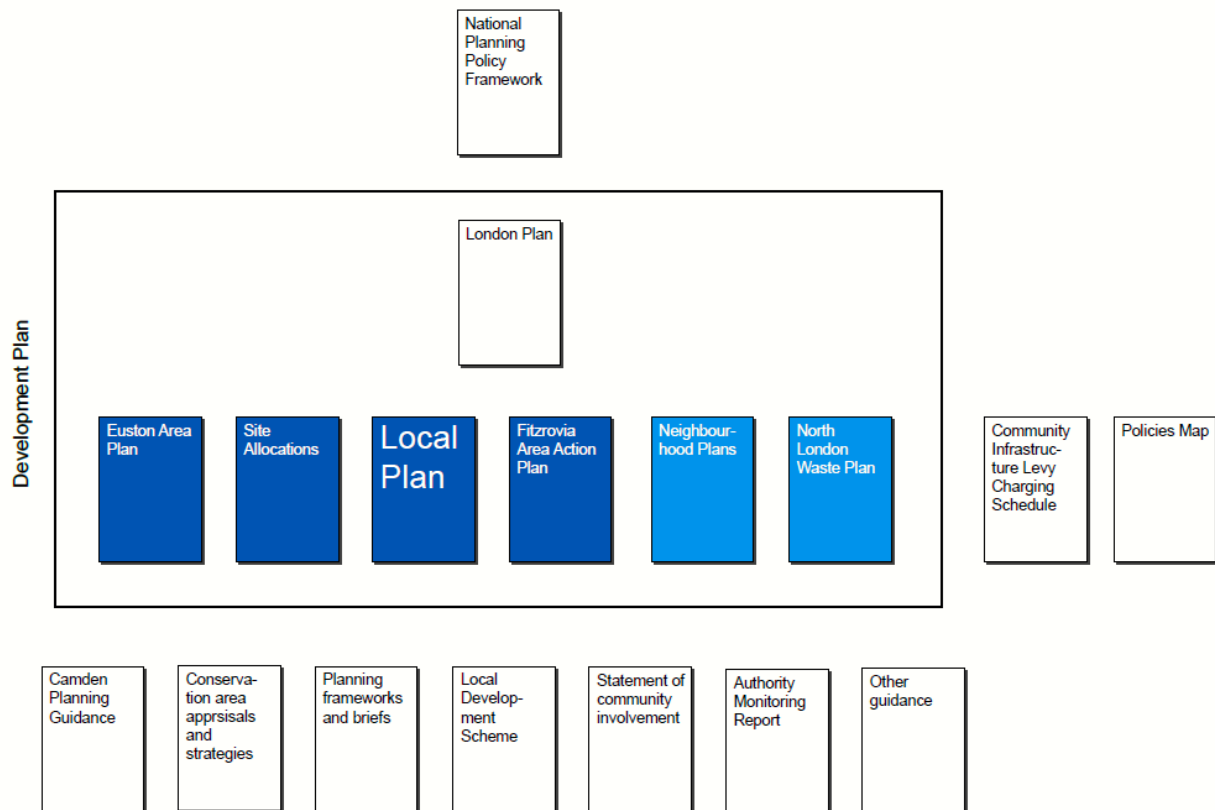 National
Planning
Policy
Framework
Development Plan
London Plan
Euston Area
Plan
Site
Allocations
Local
Plan
Fitzrovia
Area Action
Plan
Neighbour-
hood Plans
North
London
Waste Plan
Community
Infrastruc-
ture Levy
Charging
Schedule
Policies Map
Camden
Planning
Guidance
Conserva-
tion area
apprsisals
and
strategies
Planning
frameworks
and briefs
Local
Develop-
ment
Scheme
Statement of
community
involvement
Authority
Monitoring
Report
Other
guidance